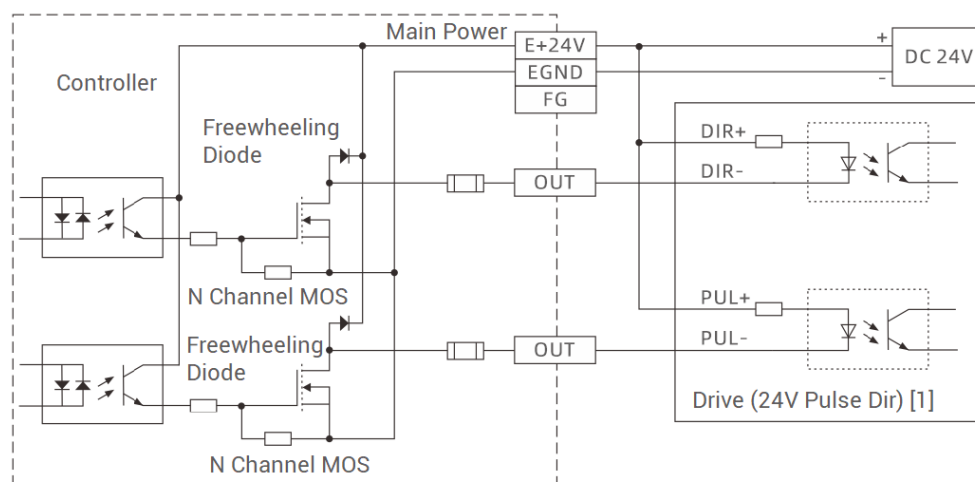 Main Power
E+24V
+
DC 24V
-
EGND
FG
Controller
Freewheeling
Diode
DIR+
DIR-
OUT
N Channel MOS
PUL+
PUL-
OUT
Freewheeling
Diode
Drive (24V Pulse Dir) [1]
N Channel MOS